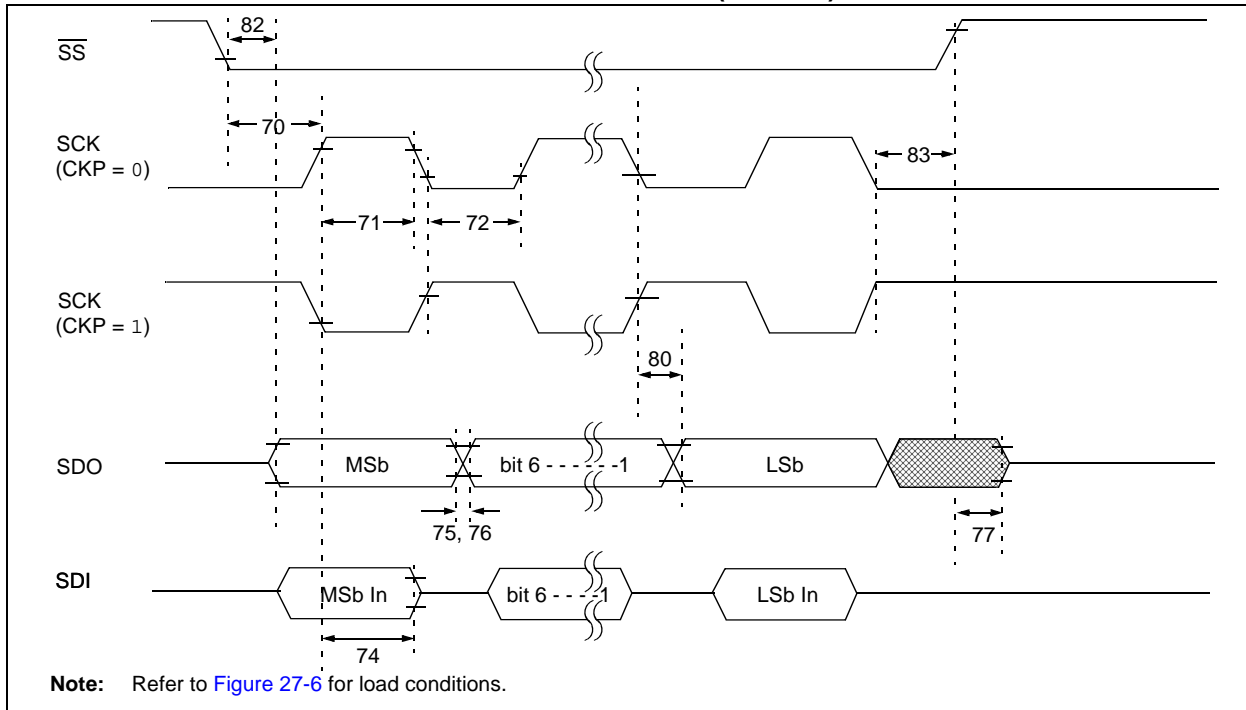 82
SS
70
SCK
(CKP = 0)
83
71
72
SCK
(CKP = 1)
80
SDO
MSb
bit 6 - - - - - -1
LSb
75, 76
77
SDI
MSb In
bit 6 - - - -1
LSb In
74
Note: Refer to Figure 27-6 for load conditions.